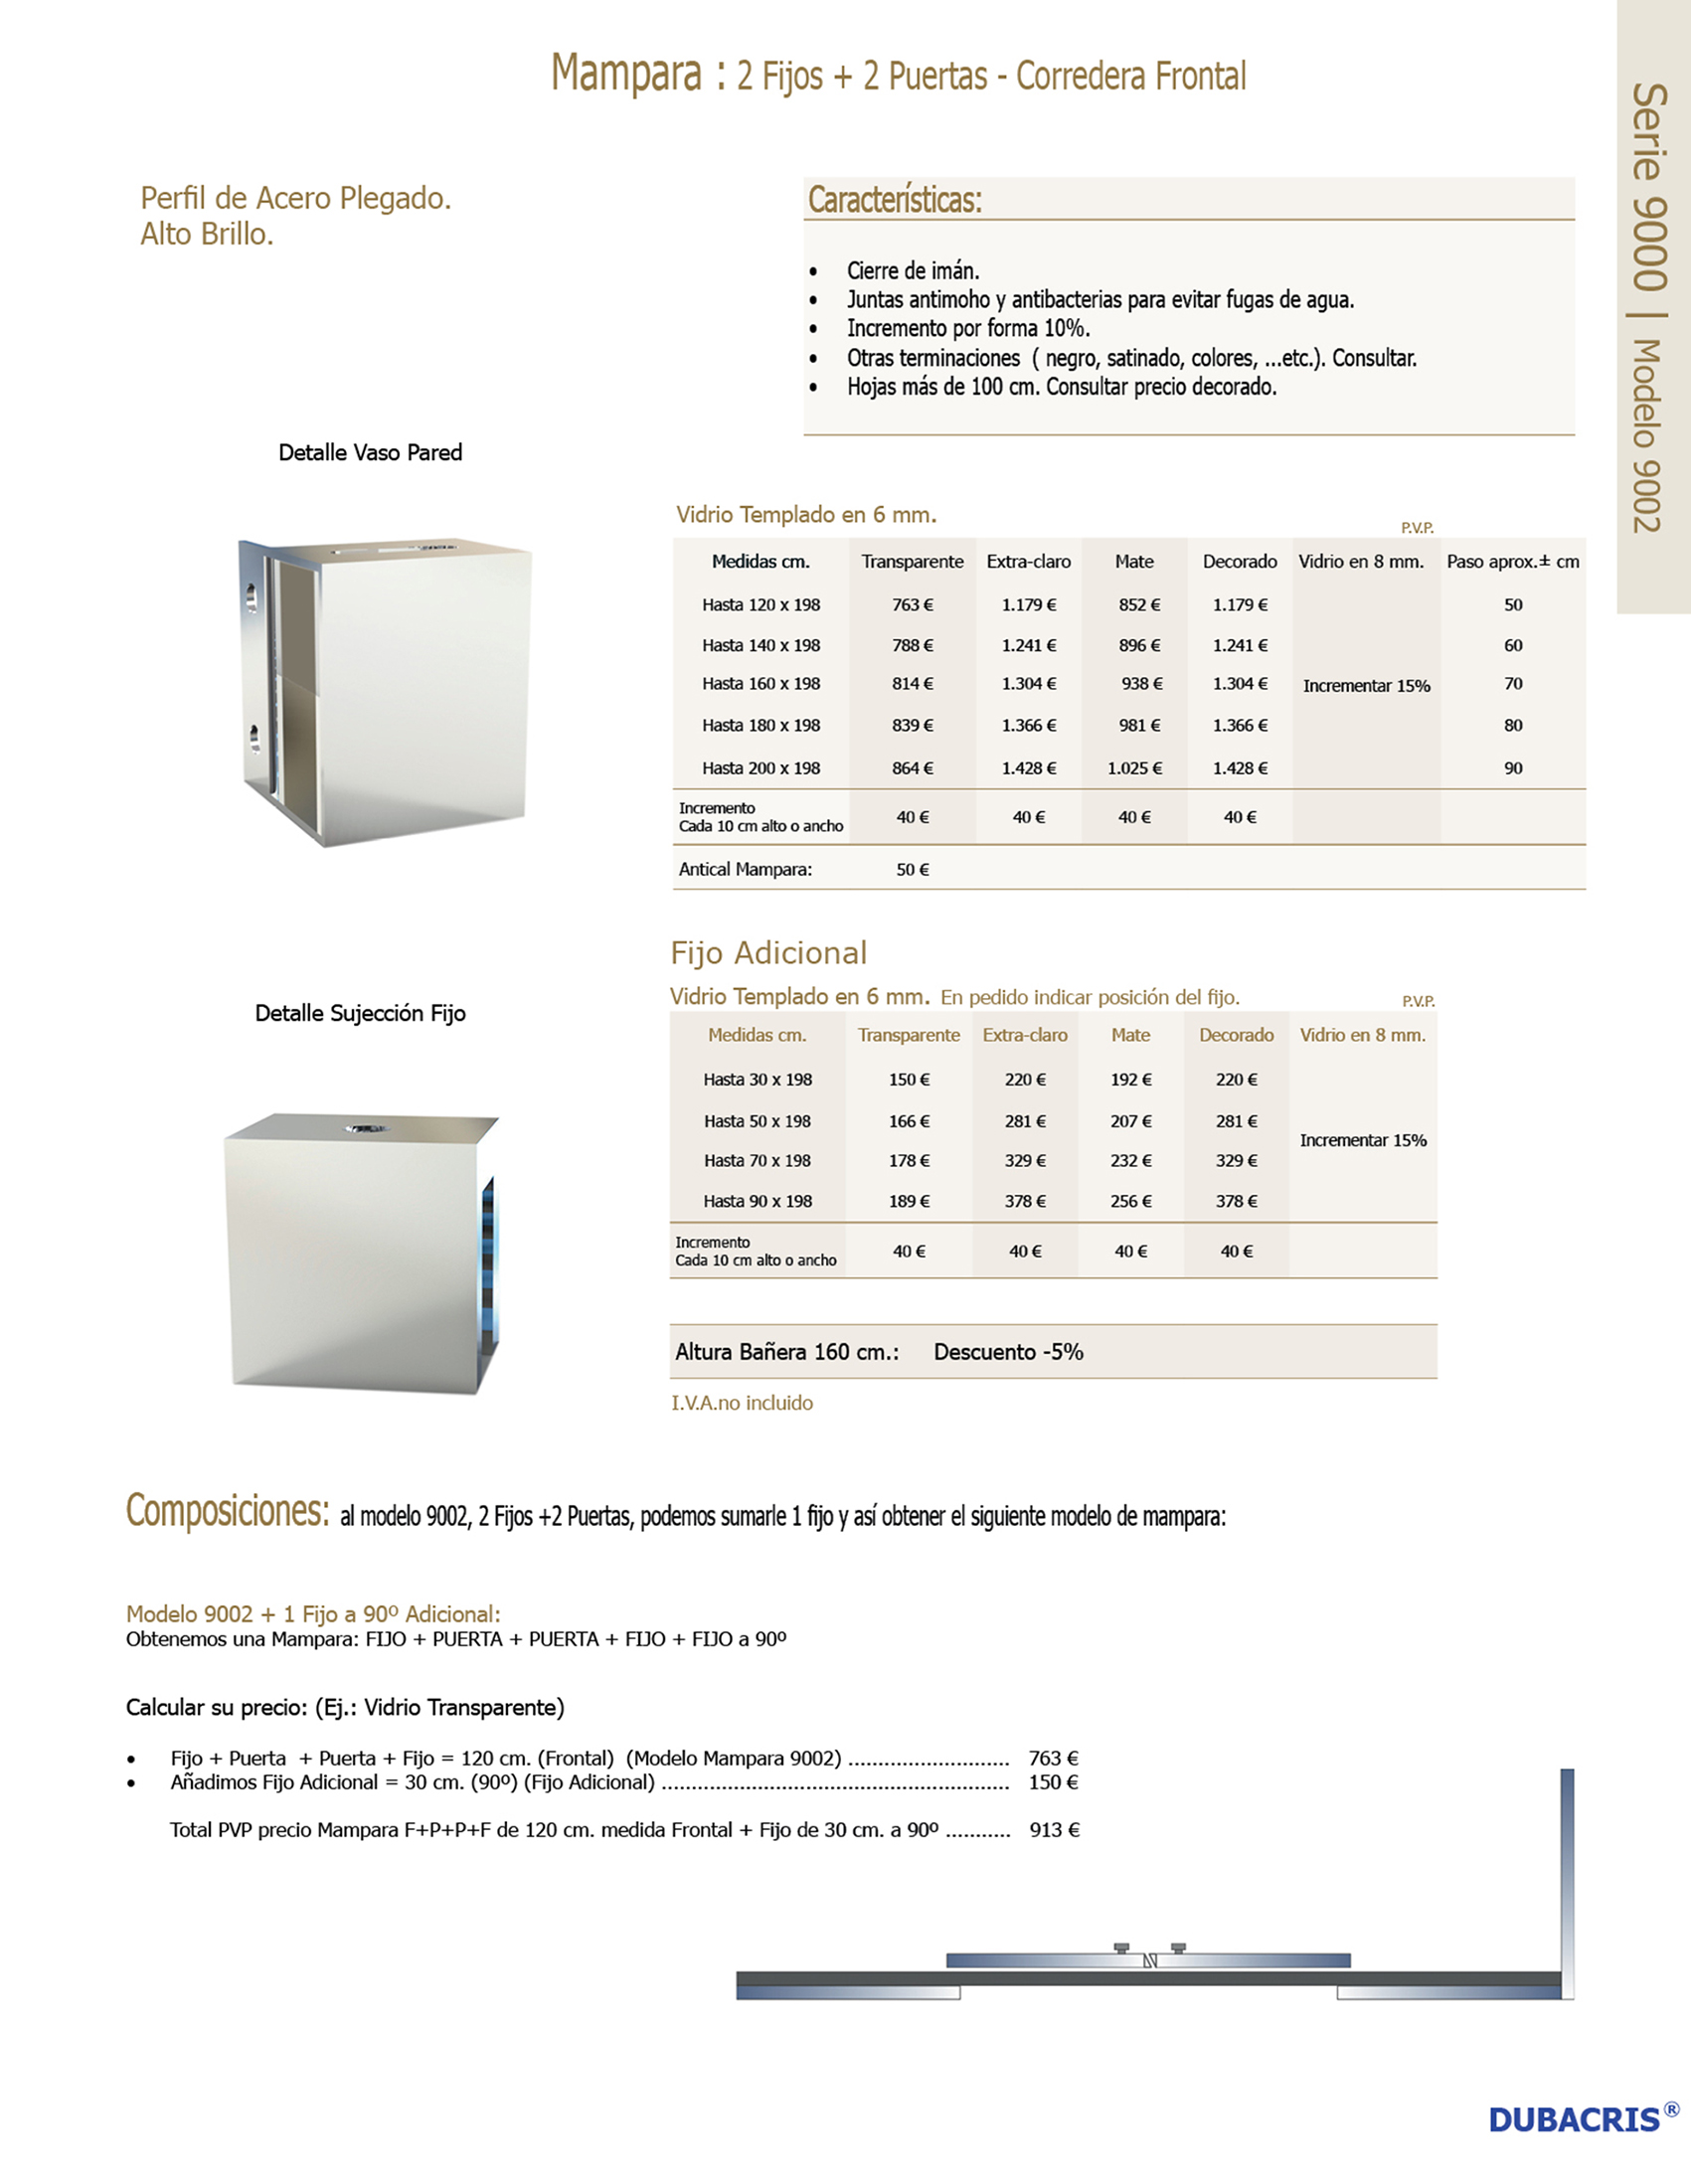 Mampara : 2 Fijos + 2 Puertas - Corredera Frontal
Serie 9000 | Modelo 9002
Perfil de Acero Plegado.
Alto Brillo.
Características:
• Cierre de imán.
• Juntas antimoho y antibacterias para evitar fugas de agua.
• Incremento por forma 10%.
• Otras terminaciones ( negro, satinado, colores, ...etc.). Consultar.
• Hojas más de 100 cm. Consultar precio decorado.
Detalle Vaso Pared
Vidrio Templado en 6 mm.
P.V.P.
Medidas cm. Transparente Extra-claro Mate Decorado Vidrio en 8 mm. Paso aprox.± cm
Hasta 120 x 198 763 € 1.179 € 852 € 1.179 € 50
Hasta 140 x 198 788 € 1.241 € 896 € 1.241 € 60
Hasta 160 x 198 814 € 1.304 € 938 € 1.304 € Incrementar 15% 70
Hasta 180 x 198 839 € 1.366 € 981 € 1.366 € 80
Hasta 200 x 198 864 € 1.428 € 1.025 € 1.428 € 90
Incremento
Cada 10 cm alto o ancho 40 € 40 € 40 € 40 €
Antical Mampara: 50 €
Fijo Adicional
Vidrio Templado en 6 mm. En pedido indicar posición del fijo.
P.V.P.
Detalle Sujección Fijo
Medidas cm. Transparente Extra-claro Mate Decorado Vidrio en 8 mm.
Hasta 30 x 198 150 € 220 € 192 € 220 €
Hasta 50 x 198 166 € 281 € 207 € 281 €
Incrementar 15%
Hasta 70 x 198 178 € 329 € 232 € 329 €
Hasta 90 x 198 189 € 378 € 256 € 378 €
Incremento
Cada 10 cm alto o ancho 40 € 40 € 40 € 40 €
Altura Bañera 160 cm.: Descuento -5%
I.V.A.no incluido
Composiciones: al modelo 9002, 2 Fijos +2 Puertas, podemos sumarle 1 fijo y así obtener el siguiente modelo de mampara:
Modelo 9002 + 1 Fijo a 90º Adicional:
Obtenemos una Mampara: FIJO + PUERTA + PUERTA + FIJO + FIJO a 90º
Calcular su precio: (Ej.: Vidrio Transparente)
• Fijo + Puerta + Puerta + Fijo = 120 cm. (Frontal) (Modelo Mampara 9002) ........................... 763 €
• Añadimos Fijo Adicional = 30 cm. (90º) (Fijo Adicional) .......................................................... 150 €
Total PVP precio Mampara F+P+P+F de 120 cm. medida Frontal + Fijo de 30 cm. a 90º ........... 913 €
DUBACRIS®